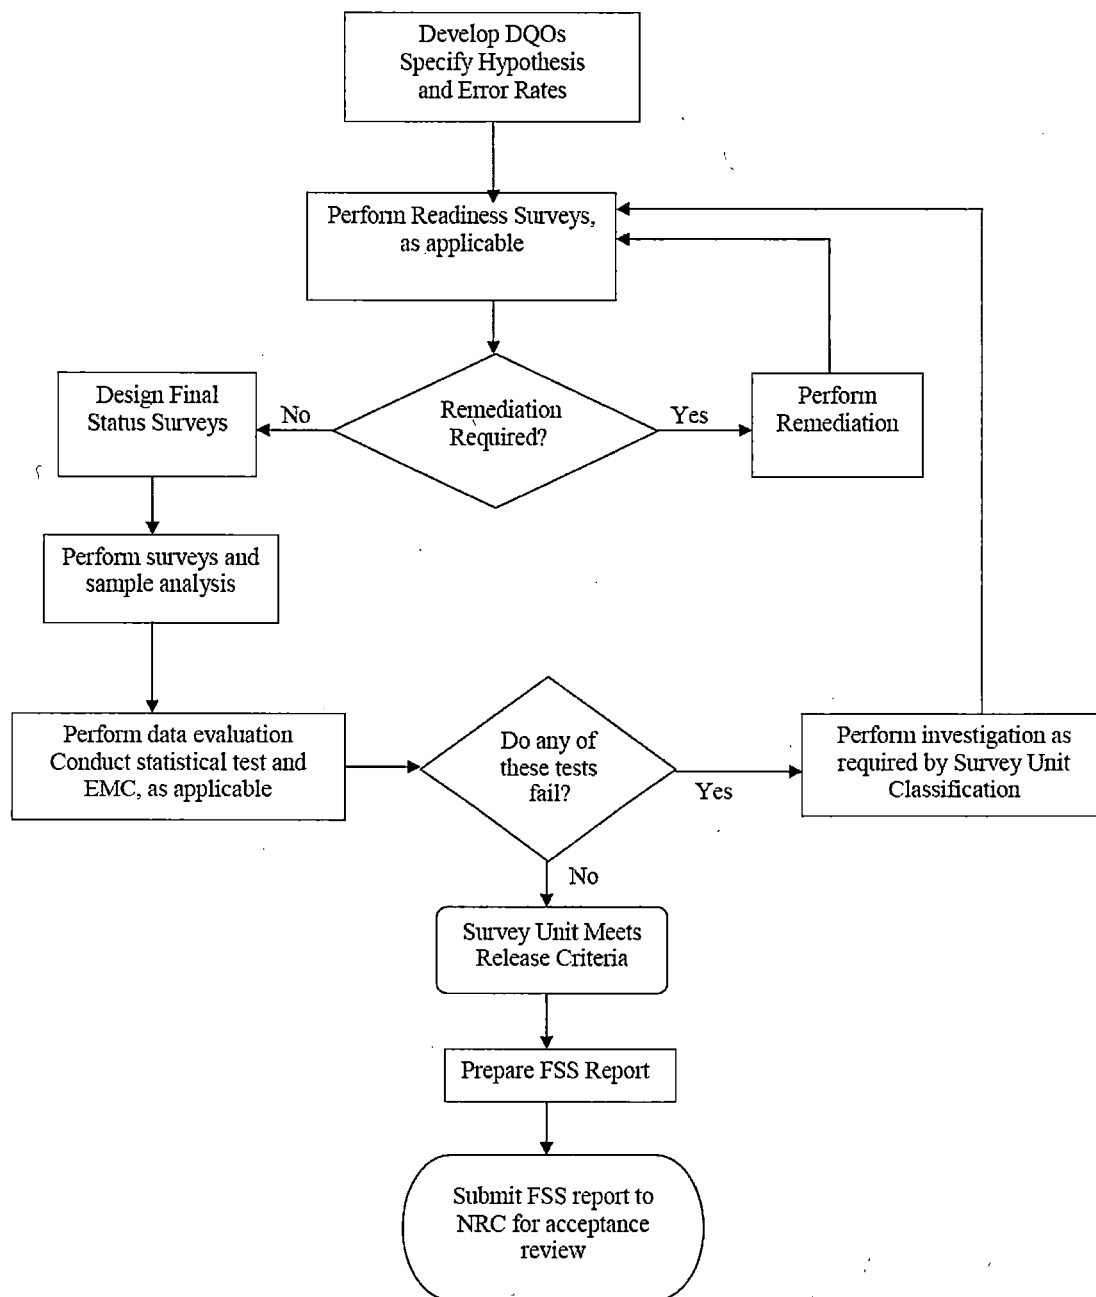 Develop DQOs
Specify Hypothesis
and Error Rates
Perform Readiness Surveys,
as applicable
Design Final
Status Surveys
No
Remediation
Required?
Yes
Perform
Remediation
Perform surveys and
sample analysis
Perform data evaluation
Conduct statistical test and
EMC, as applicable
Do any of
these tests
fail?
Yes
Perform investigation as
required by Survey Unit
Classification
No
Survey Unit Meets
Release Criteria
Prepare FSS Report
Submit FSS report to
NRC for acceptance
review